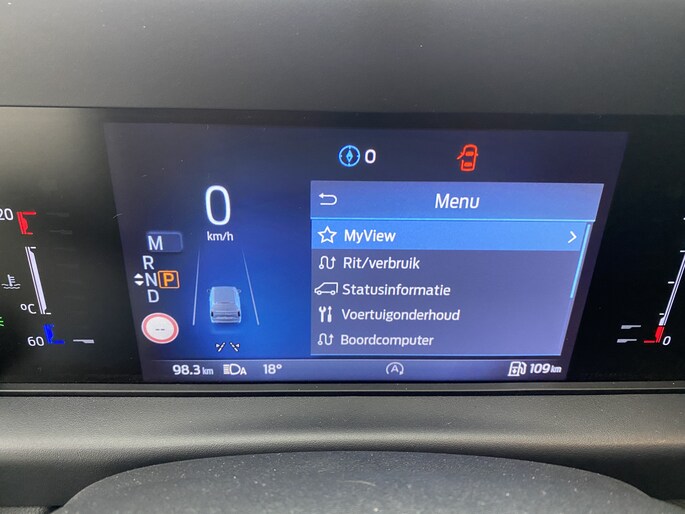 0
20
0
km/h
M
R
N P
D
--
°C
60
Menu
MyView
Rit/verbruik
Statusinformatie
Voertuigonderhoud
Boordcomputer
98.3 km
A
18°
A
109 km
0